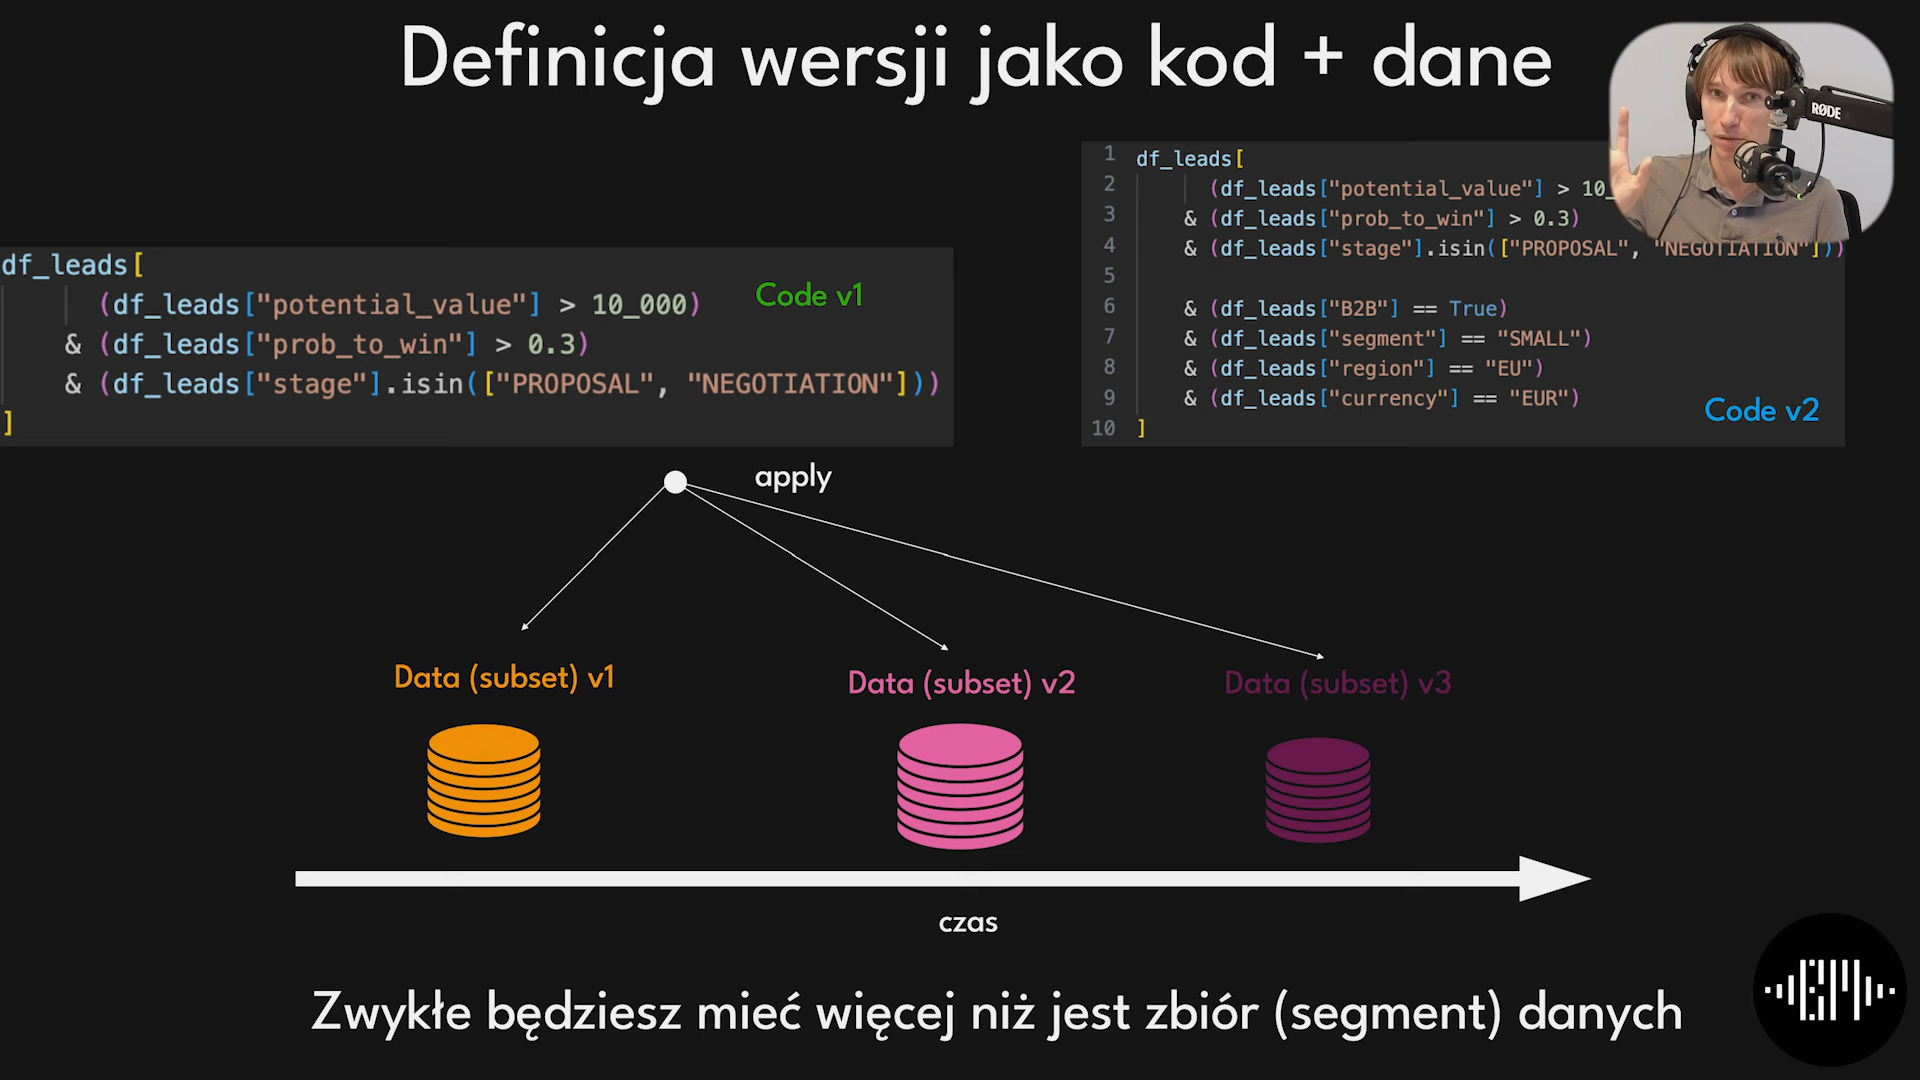 Definicja wersji jako kod + dane
RØDE
df_leads[
(df_leads["potential_value"] > 10_000)
& (df_leads["prob_to_win"] > 0.3)
& (df_leads["stage"].isin(["PROPOSAL", "NEGOTIATION"]))
]
Code v1
1 df_leads[
2 (df_leads["potential_value"] > 10_
3 & (df_leads["prob_to_win"] > 0.3)
4 & (df_leads["stage"].isin(["PROPOSAL", "NEGOTIATION"]))
5
6 & (df_leads["B2B"] == True)
7 & (df_leads["segment"] == "SMALL")
8 & (df_leads["region"] == "EU")
9 & (df_leads["currency"] == "EUR")
10 ]
Code v2
apply
Data (subset) v1
Data (subset) v2
Data (subset) v3
czas
Zwykłe będziesz mieć więcej niż jest zbiór (segment) danych